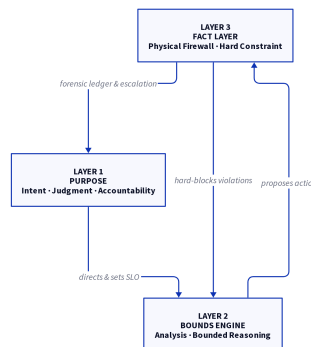 LAYER 3
FACT LAYER
Physical Firewall · Hard Constraint
forensic ledger & escalation
LAYER 1
PURPOSE
Intent · Judgment · Accountability
hard-blocks violations
proposes
directs & sets SLO
LAYER 2
BOUNDS ENGINE
Analysis · Bounded Reasoning